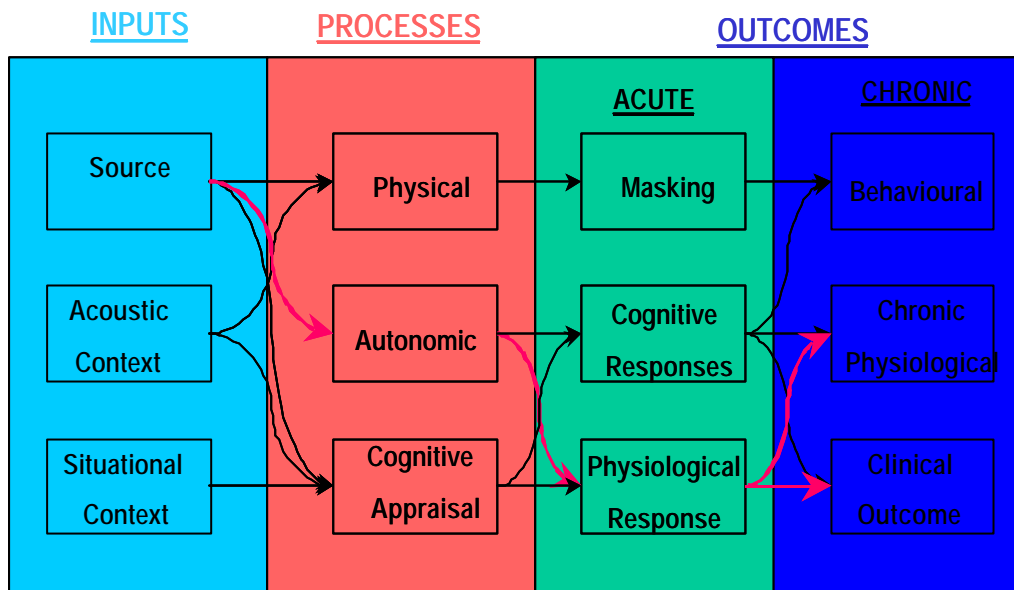 INPUTS
PROCESSES
OUTCOMES
ACUTE
CHRONIC
Source
Physical
Masking
Behavioural
Acoustic
Context
Autonomic
Cognitive
Responses
Chronic
Physiological
Situational
Context
Cognitive
Appraisal
Physiological
Response
Clinical
Outcome